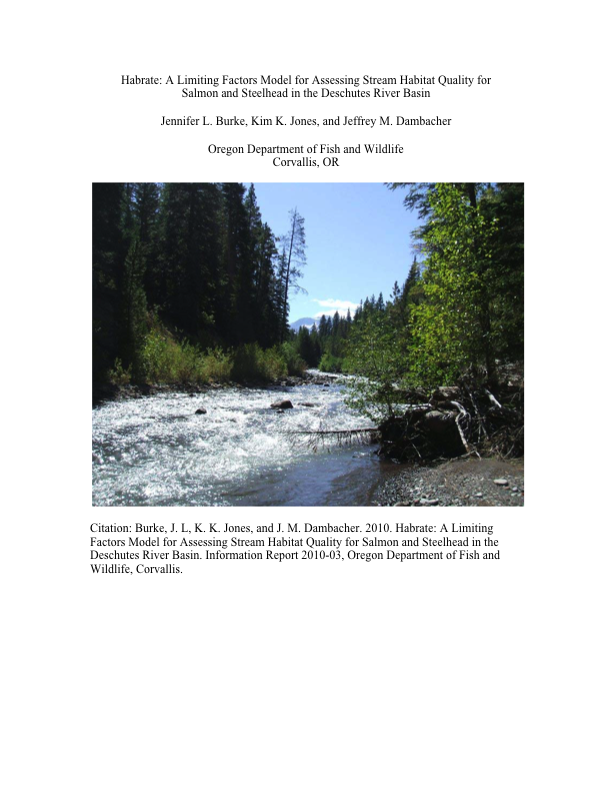 Habrate: A Limiting Factors Model for Assessing Stream Habitat Quality for
Salmon and Steelhead in the Deschutes River Basin
Jennifer L. Burke, Kim K. Jones, and Jeffrey M. Dambacher
Oregon Department of Fish and Wildlife
Corvallis, OR
Citation: Burke, J. L, K. K. Jones, and J. M. Dambacher. 2010. Habrate: A Limiting
Factors Model for Assessing Stream Habitat Quality for Salmon and Steelhead in the
Deschutes River Basin. Information Report 2010-03, Oregon Department of Fish and
Wildlife, Corvallis.